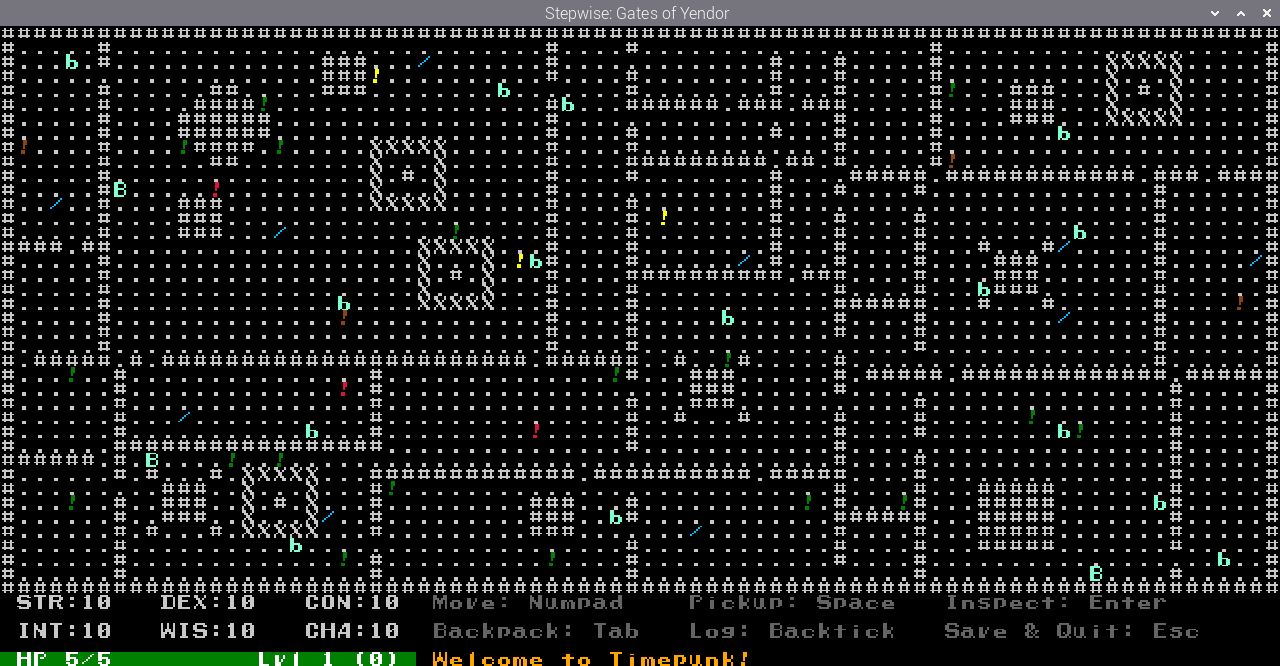 Stepwise: Gates of Yendor
STR:10 DEX:10 CON:10 Move: Numpad Pickup: Space Inspect: Enter
INT:10 WIS:10 CHA:10 Backpack: Tab Log: Backtick Save & Quit: Esc
HP 5/5 Lvl 1 (0) Welcome to Timepunk!